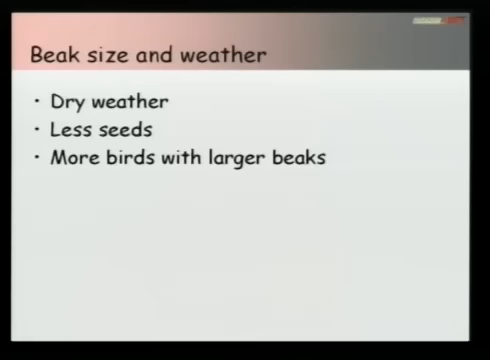 Beak size and weather
· Dry weather
· Less seeds
· More birds with larger beaks